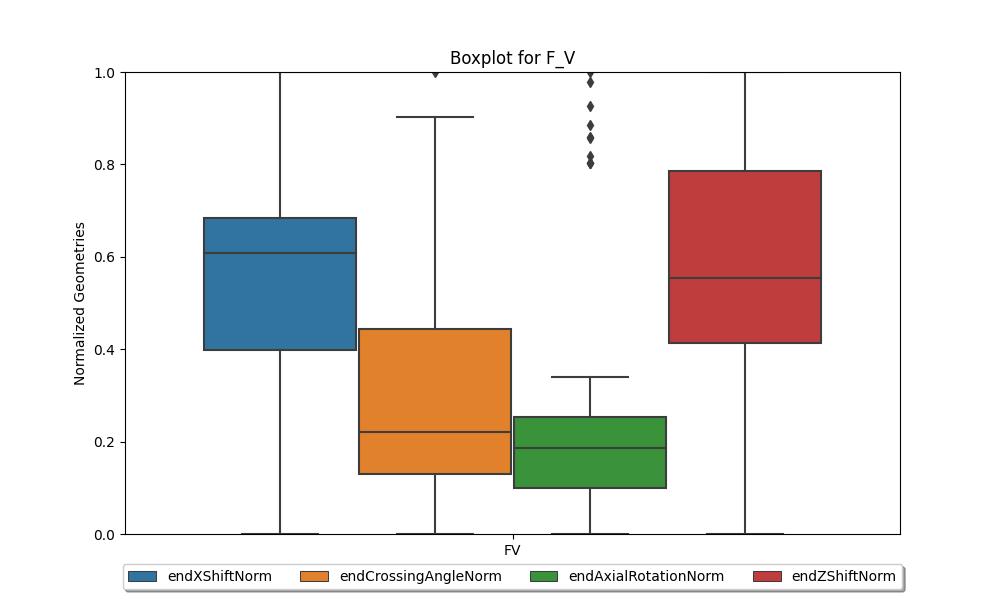 Boxplot for F_V
1.0
0.8
0.6
0.4
0.2
0.0
Normalized Geometries
FV
endXShiftNorm endCrossingAngleNorm endAxialRotationNorm endZShiftNorm